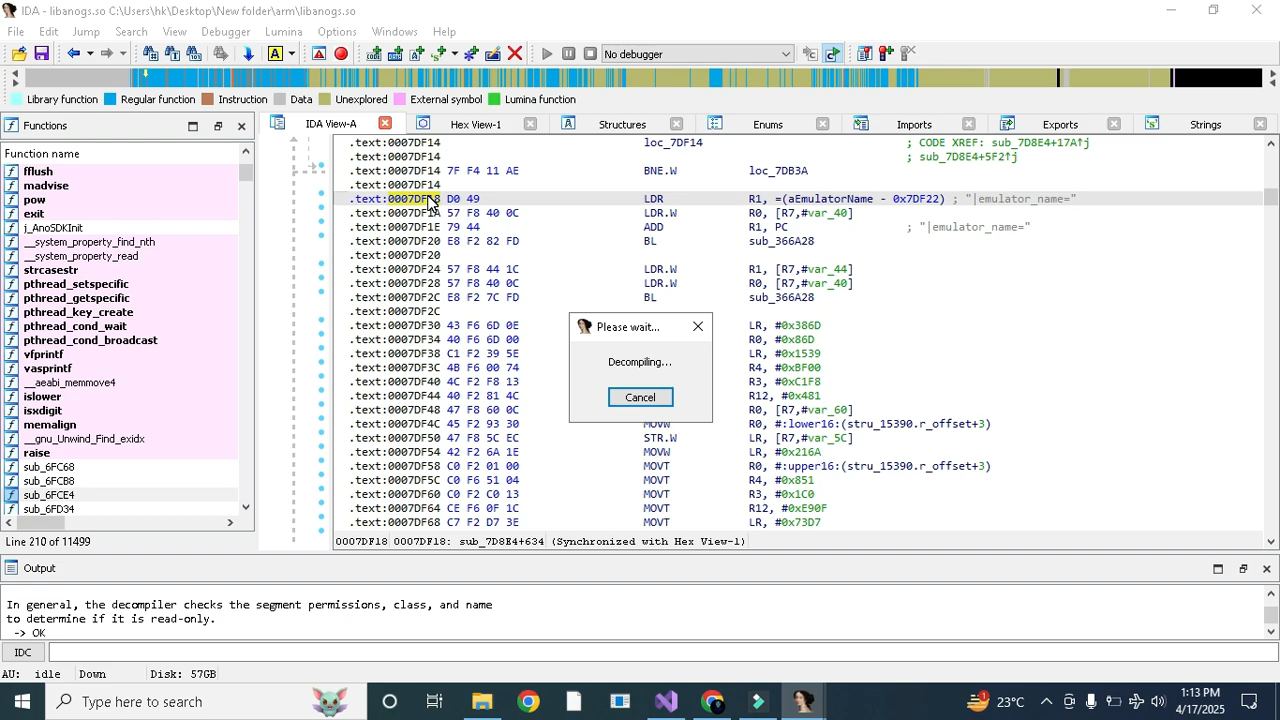 IDA - libanogs.so C:\Users\hk\Desktop\New folder\arm\libanogs.so
File Edit Jump Search View Debugger Lumina Options Windows Help
No debugger
Library function Regular function Instruction Data Unexplored External symbol Lumina function
Functions
IDA View-A Hex View-1 Structures Enums Imports Exports Strings
Function name
fflush
madvise
pow
exit
j_AnoSDKInit
__system_property_find_nth
__system_property_read
strcasestr
pthread_setspecific
pthread_getspecific
pthread_key_create
pthread_cond_wait
pthread_cond_broadcast
vfprintf
vasprintf
__aeabi_memmove4
islower
isxdigit
memalign
__gnu_Unwind_Find_exidx
raise
sub_6FC68
sub_6FCB8
sub_6FCE4
sub_6FD34
Line 210 of 11499
.text:0007DF14 loc_7DF14 ; CODE XREF: sub_7D8E4+17A↑j
.text:0007DF14 ; sub_7D8E4+5F2↑j
.text:0007DF14 7F F4 11 AE BNE.W loc_7DB3A
.text:0007DF14
.text:0007DF18 D0 49 LDR R1, =(aEmulatorName - 0x7DF22) ; "|emulator_name="
.text:0007DF1A 57 F8 40 0C LDR.W R0, [R7,#var_40]
.text:0007DF1E 79 44 ADD R1, PC ; "|emulator_name="
.text:0007DF20 E8 F2 82 FD BL sub_366A28
.text:0007DF20
.text:0007DF24 57 F8 44 1C LDR.W R1, [R7,#var_44]
.text:0007DF28 57 F8 40 0C LDR.W R0, [R7,#var_40]
.text:0007DF2C E8 F2 7C FD BL sub_366A28
.text:0007DF2C
.text:0007DF30 43 F6 6D 0E LR, #0x386D
.text:0007DF34 40 F6 6D 00 LR, #0x86D
.text:0007DF38 C1 F2 39 5E LR, #0x1539
.text:0007DF3C 4B F6 00 74 R4, #0xBF00
.text:0007DF40 4C F2 F8 13 R3, #0xC1F8
.text:0007DF44 40 F2 81 4C R12, #0x481
.text:0007DF48 47 F8 60 0C R0, [R7,#var_60]
.text:0007DF4C 45 F2 93 30 MOVW R0, #:lower16:(stru_15390.r_offset+3)
.text:0007DF50 47 F8 5C EC STR.W LR, [R7,#var_5C]
.text:0007DF54 42 F2 6A 1E MOVW LR, #0x216A
.text:0007DF58 C0 F2 01 00 MOVT R0, #:upper16:(stru_15390.r_offset+3)
.text:0007DF5C C0 F6 51 04 MOVT R4, #0x851
.text:0007DF60 C0 F2 C0 13 MOVT R3, #0x1C0
.text:0007DF64 CE F6 0F 1C MOVT R12, #0xE90F
.text:0007DF68 C7 F2 D7 3E MOVT LR, #0x73D7
0007DF18 0007DF18: sub_7D8E4+634 (Synchronized with Hex View-1)
Please wait...
Decompiling...
Cancel
Output
In general, the decompiler checks the segment permissions, class, and name
to determine if it is read-only.
-> OK
IDC
AU: idle Down Disk: 57GB
Type here to search
23°C
1:13 PM
4/17/2025